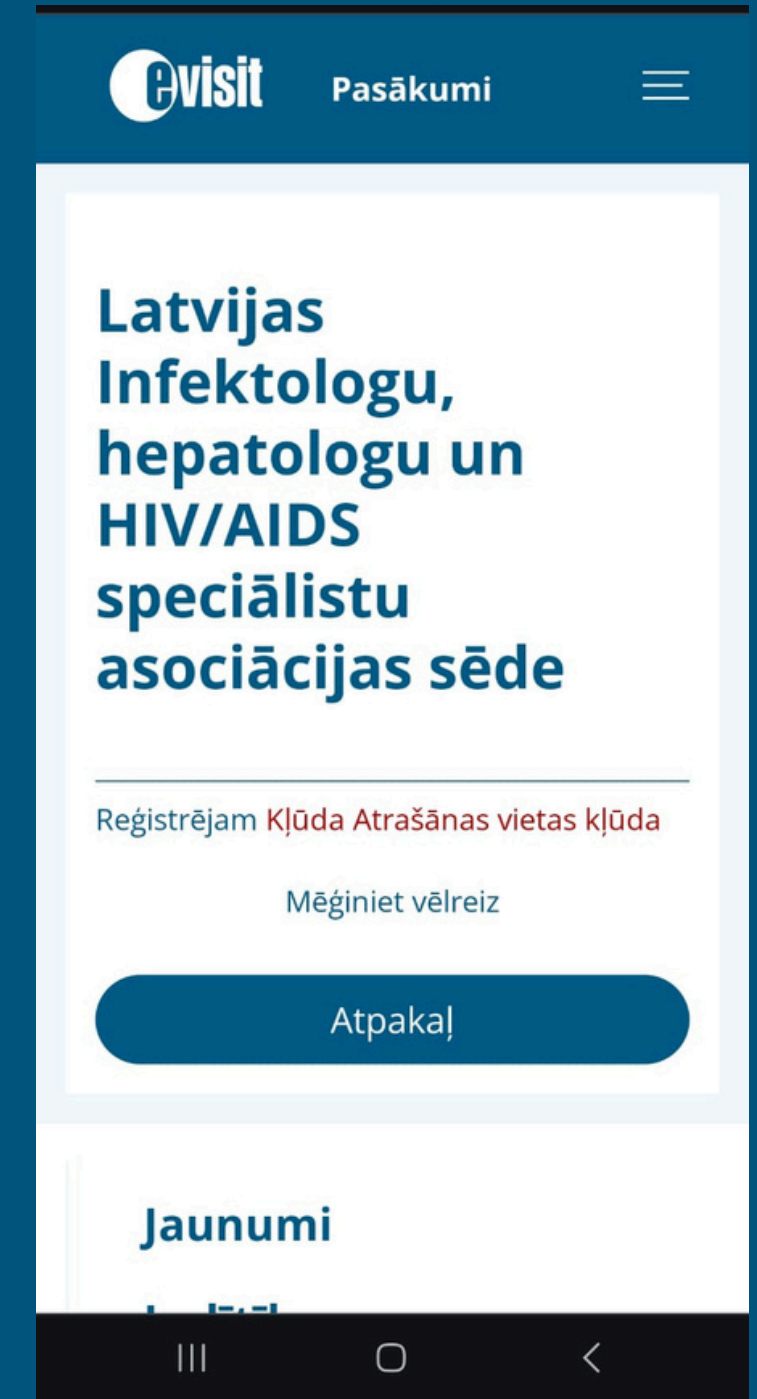 evisit Pasākumi
Latvijas
Infektologu,
hepatologu un
HIV/AIDS
speciālistu
asociācijas sēde
Reģistrējam Kļūda Atrašānas vietas kļūda
Mēģiniet vēlreiz
Atpakaļ
Jaunumi